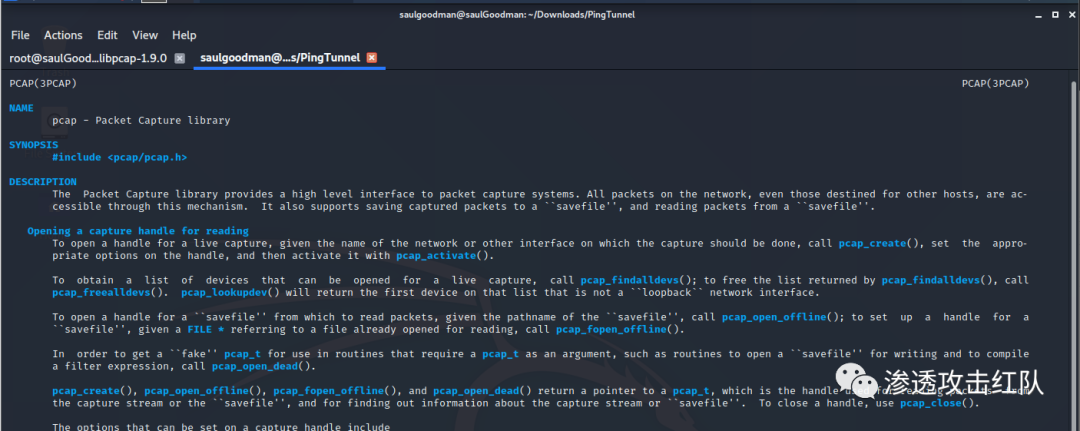 saulgoodman@saulGoodman: ~/Downloads/PingTunnel
File Actions Edit View Help
root@saulGood...libpcap-1.9.0 saulgoodman@...s/PingTunnel
PCAP(3PCAP) PCAP(3PCAP)
NAME
pcap - Packet Capture library
SYNOPSIS
#include <pcap/pcap.h>
DESCRIPTION
The Packet Capture library provides a high level interface to packet capture systems. All packets on the network, even those destined for other hosts, are ac-
cessible through this mechanism. It also supports saving captured packets to a ``savefile'', and reading packets from a ``savefile''.
Opening a capture handle for reading
To open a handle for a live capture, given the name of the network or other interface on which the capture should be done, call pcap_create(), set the appro-
priate options on the handle, and then activate it with pcap_activate().
To obtain a list of devices that can be opened for a live capture, call pcap_findalldevs(); to free the list returned by pcap_findalldevs(), call
pcap_freealldevs(). pcap_lookupdev() will return the first device on that list that is not a ``loopback`` network interface.
To open a handle for a ``savefile'' from which to read packets, given the pathname of the ``savefile'', call pcap_open_offline(); to set up a handle for a
``savefile'', given a FILE * referring to a file already opened for reading, call pcap_fopen_offline().
In order to get a ``fake'' pcap_t for use in routines that require a pcap_t as an argument, such as routines to open a ``savefile'' for writing and to compile
a filter expression, call pcap_open_dead().
pcap_create(), pcap_open_offline(), pcap_fopen_offline(), and pcap_open_dead() return a pointer to a pcap_t, which is the handle
the capture stream or the ``savefile'', and for finding out information about the capture stream or ``savefile''. To close a handle, use pcap_close().
The options that can be set on a capture handle include
渗透攻击红队